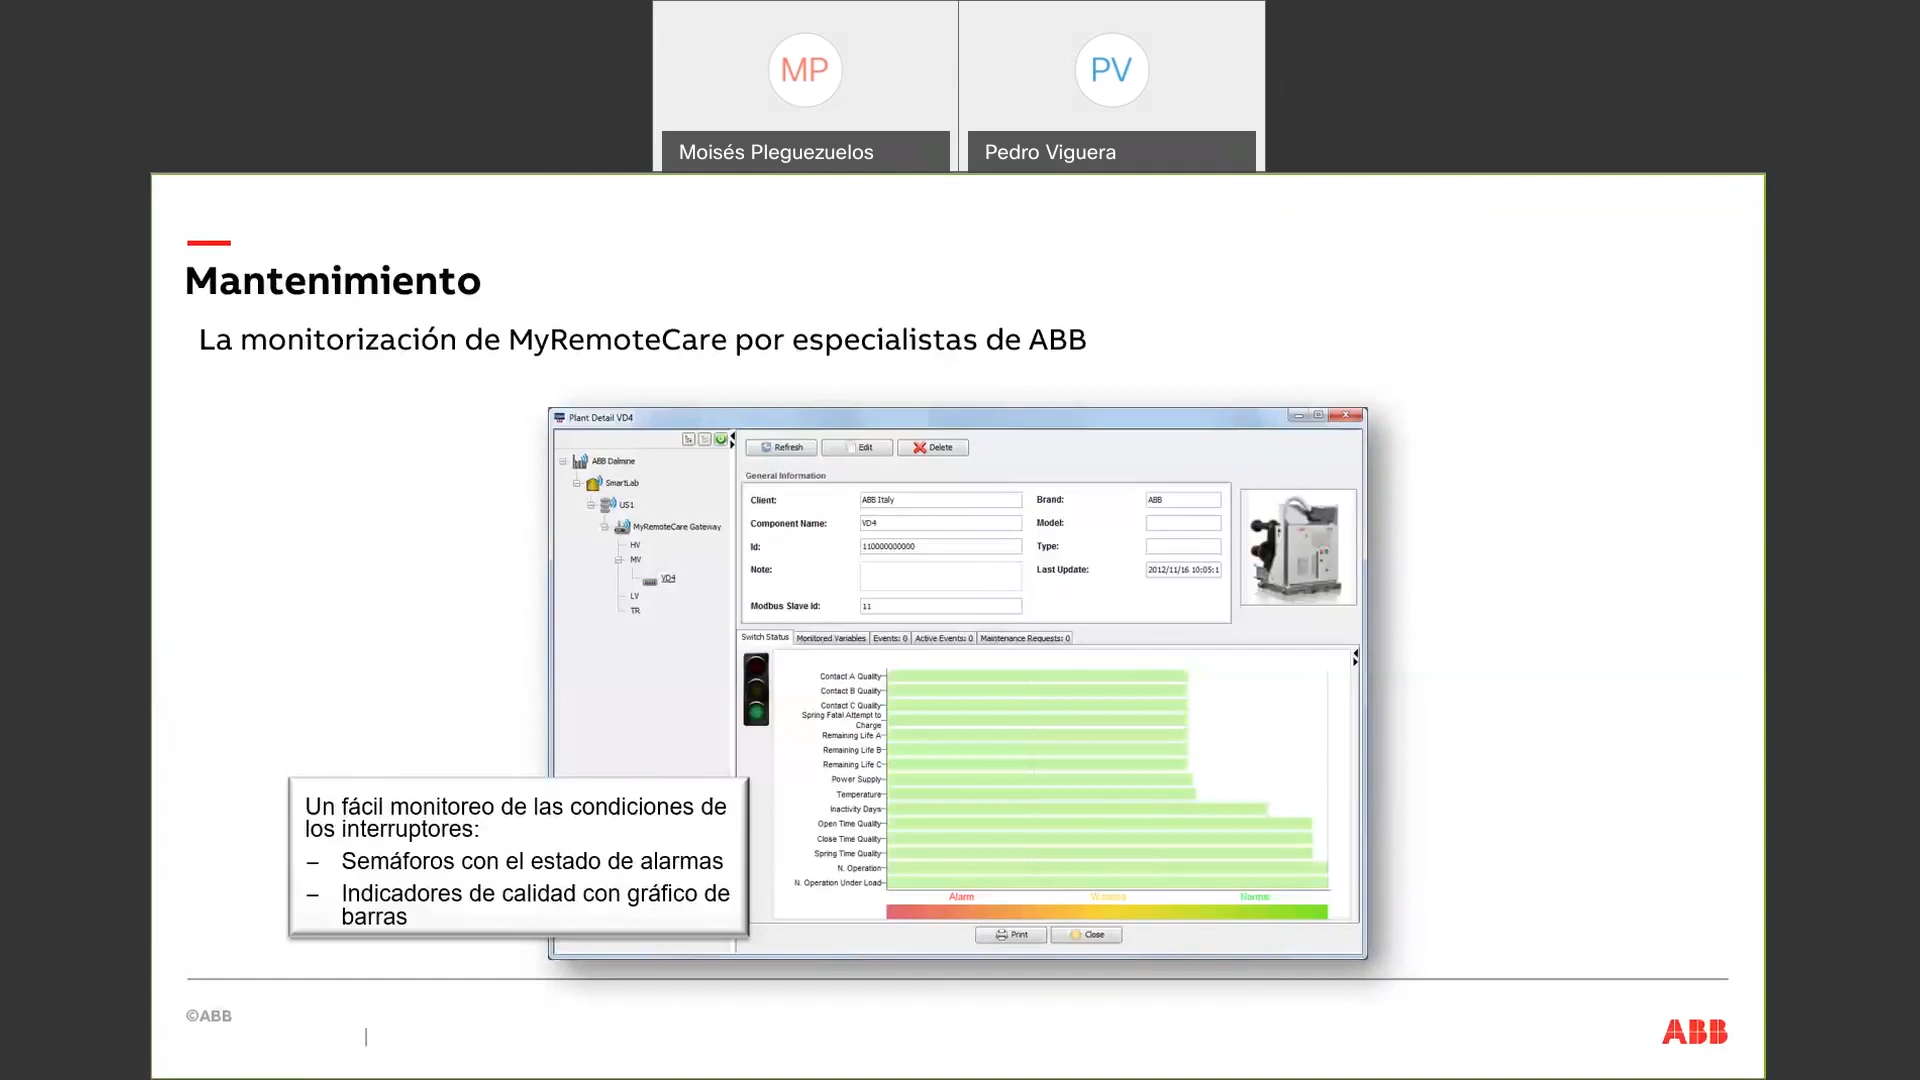 MP
PV
Moisés Pleguezuelos
Pedro Viguera
Mantenimiento
La monitorización de MyRemoteCare por especialistas de ABB
Plant Detail VD4
ABB Dalmine
SmartLab
US1
MyRemoteCare Gateway
HV
MV
VD4
LV
TR
Refresh
Edit
Delete
General Information
Client:
ABB Italy
Brand:
ABB
Component Name:
VD4
Model:
Id:
110000000000
Type:
Note:
Last Update:
2012/11/16 10:05:1
Modbus Slave Id:
11
Switch Status
Monitored Variables
Events: 0
Active Events: 0
Maintenance Requests: 0
Contact A Quality
Contact B Quality
Contact C Quality
Spring Fatal Attempt to
Charge
Remaining Life A
Remaining Life B
Remaining Life C
Power Supply
Temperature
Inactivity Days
Open Time Quality
Close Time Quality
Spring Time Quality
N. Operation
N. Operation Under Load
Alarm
Normal
Print
Close
Un fácil monitoreo de las condiciones de
los interruptores:
– Semáforos con el estado de alarmas
– Indicadores de calidad con gráfico de
barras
©ABB
|
ABB